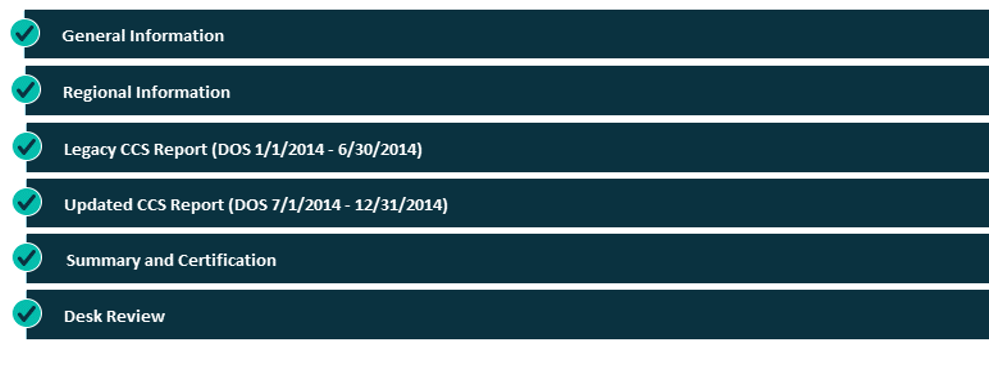 General Information
Regional Information
Legacy CCS Report (DOS 1/1/2014 - 6/30/2014)
Updated CCS Report (DOS 7/1/2014 - 12/31/2014)
Summary and Certification
Desk Review